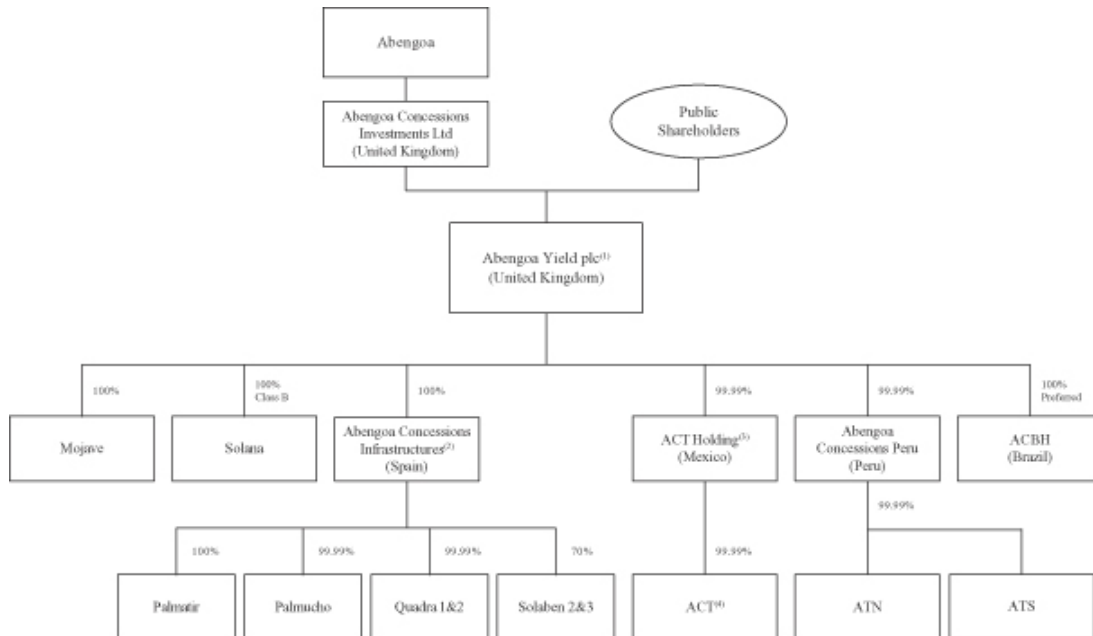 Abengoa
Abengoa Concessions
Investments Ltd
(United Kingdom)
Public
Shareholders
Abengoa Yield plc(1)
(United Kingdom)
100%
100%
Class B
100%
99.99%
99.99%
100%
Preferred
Mojave
Solana
Abengoa Concessions
Infrastructures(2)
(Spain)
ACT Holding(3)
(Mexico)
Abengoa
Concessions Peru
(Peru)
ACBH
(Brazil)
100%
99.99%
99.99%
70%
99.99%
99.99%
Palmatir
Palmucho
Quadra 1&2
Solaben 2&3
ACT(4)
ATN
ATS